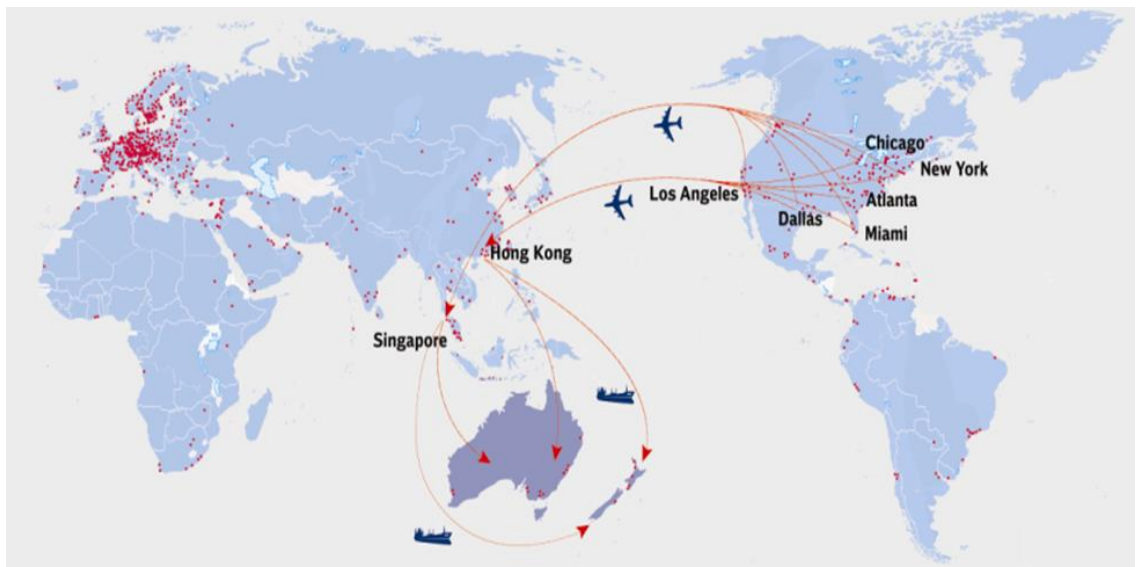 Chicago
New York
Los Angeles
Atlanta
Dallas
Miami
Hong Kong
Singapore